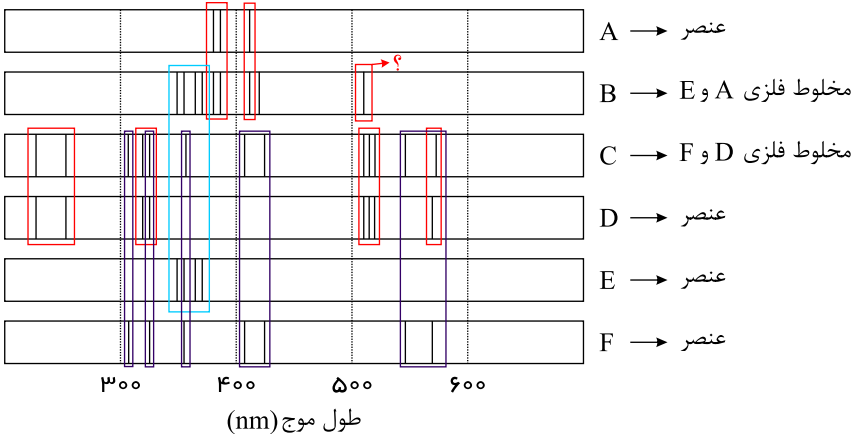 A → عنصر
؟
B → مخلوط فلزی A و E
C → مخلوط فلزی D و F
D → عنصر
E → عنصر
F → عنصر
۳۰۰ ۴۰۰ ۵۰۰ ۶۰۰
طول موج (nm)